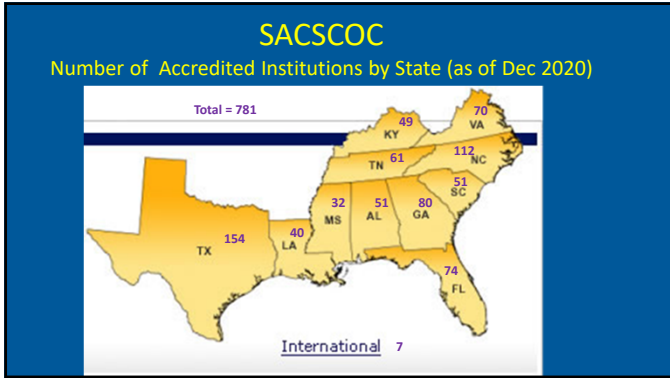 SACSCOC
Number of Accredited Institutions by State (as of Dec 2020)
Total = 781
70
VA
49
KY
112
NC
61
TN
51
SC
32
MS
51
AL
80
GA
154
TX
40
LA
74
FL
International 7